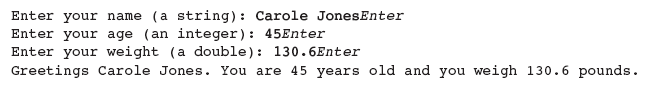 Enter your name (a string): Carole JonesEnter
Enter your age (an integer): 45Enter
Enter your weight (a double): 130.6Enter
Greetings Carole Jones. You are 45 years old and you weigh 130.6 pounds.